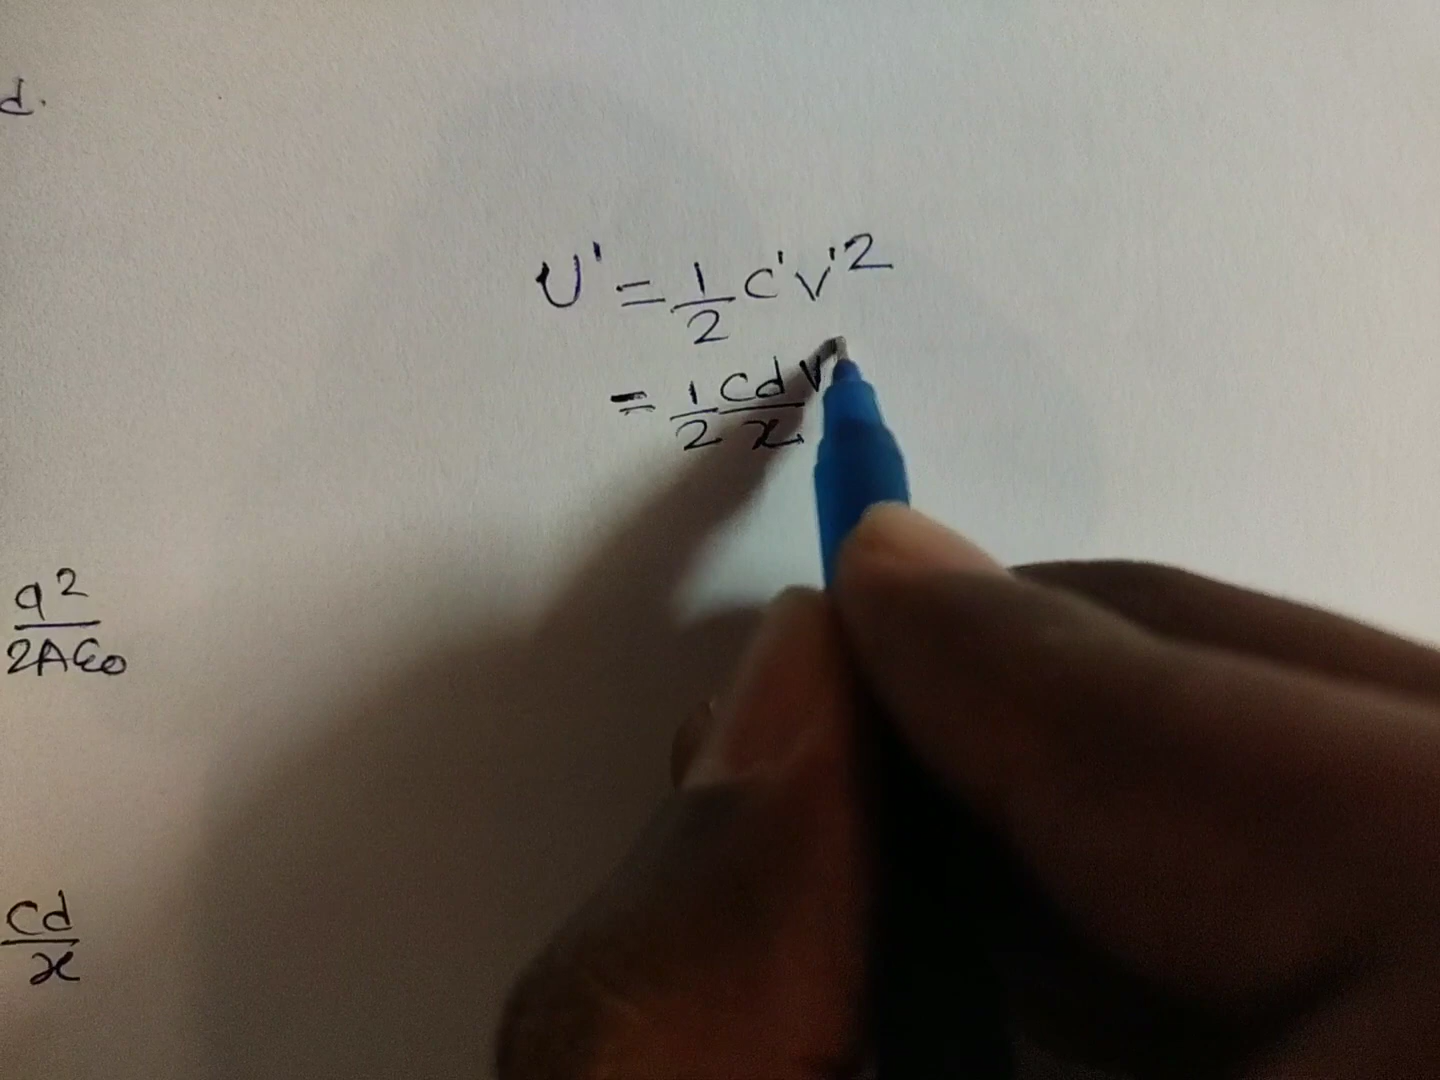 d.
U' = 1/2 C'V'2
= 1/2 Cd/x V
q2/2Aε0
Cd/x